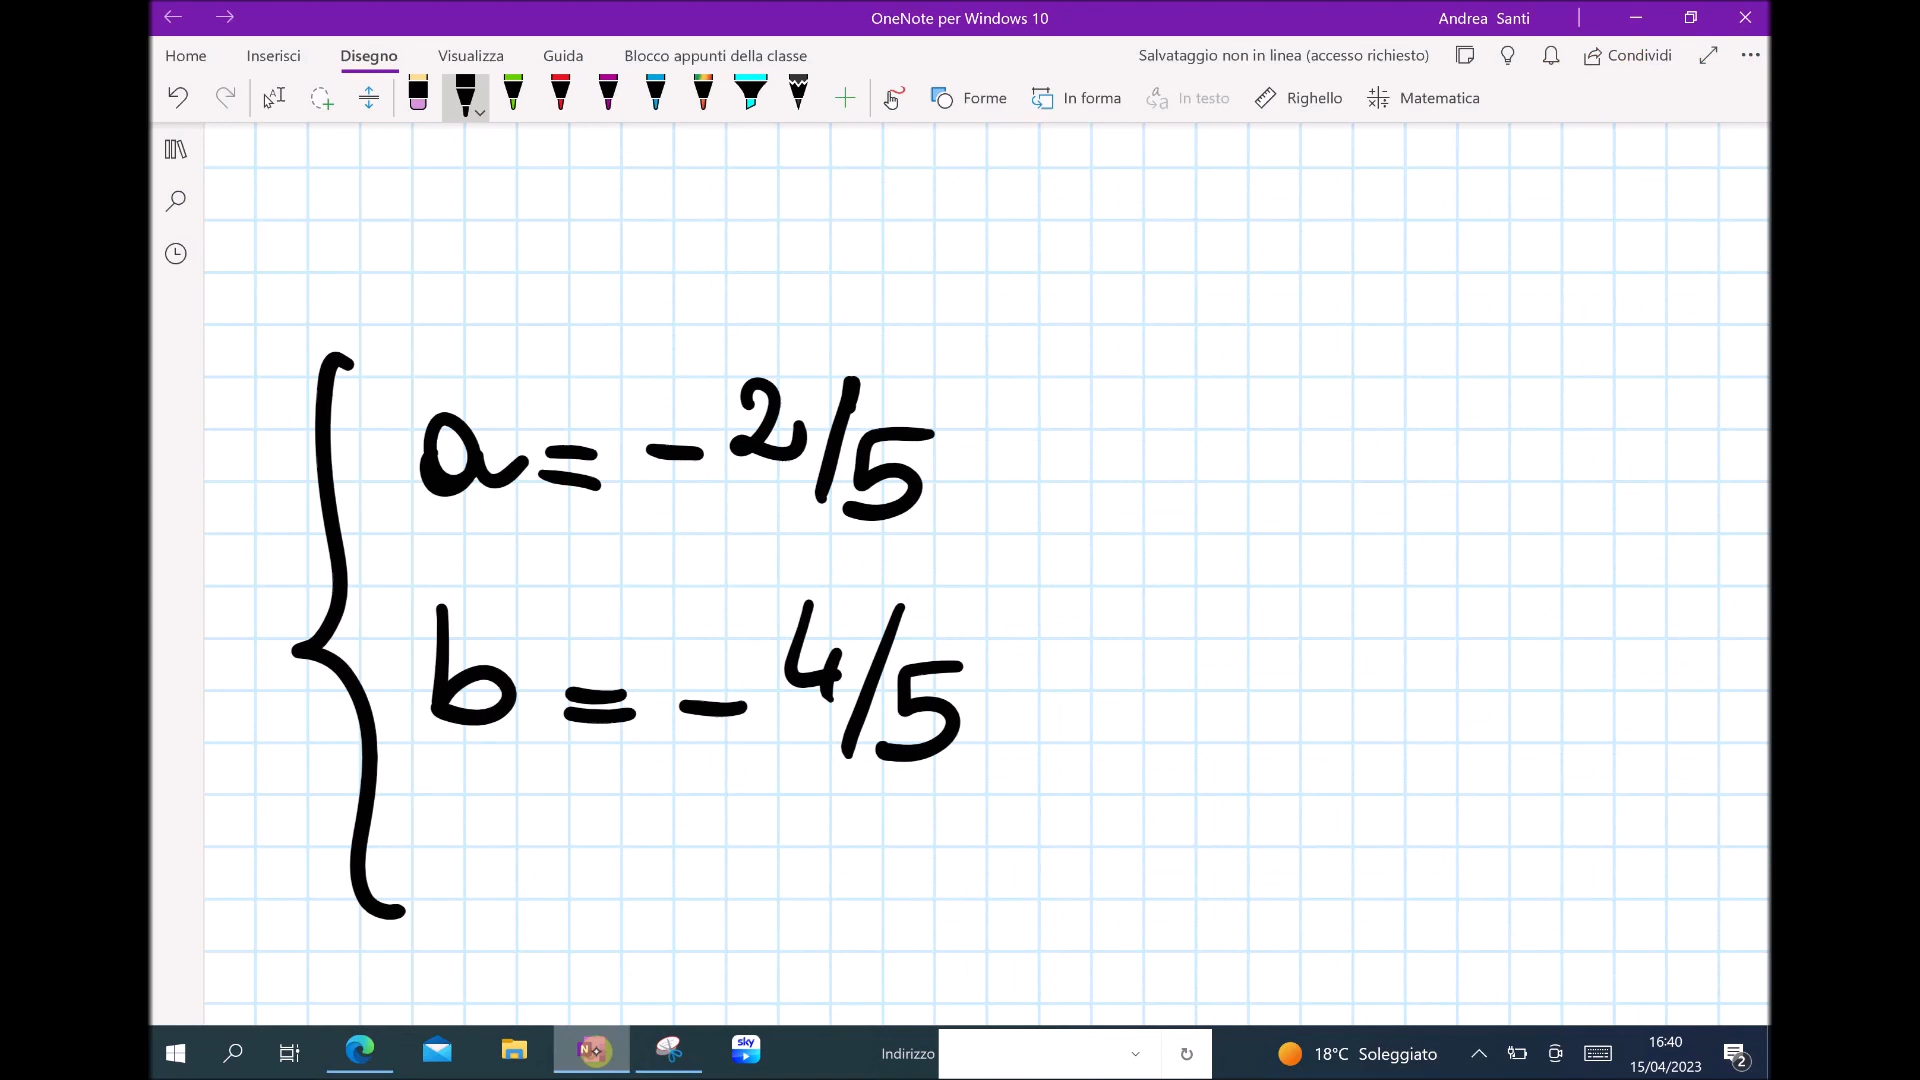 OneNote per Windows 10
Andrea Santi
Home Inserisci Disegno Visualizza Guida Blocco appunti della classe
Salvataggio non in linea (accesso richiesto) Condividi
Forme In forma In testo Righello Matematica
a = - 2/5
b = - 4/5
sky
Indirizzo
18°C Soleggiato
16:40
15/04/2023
2